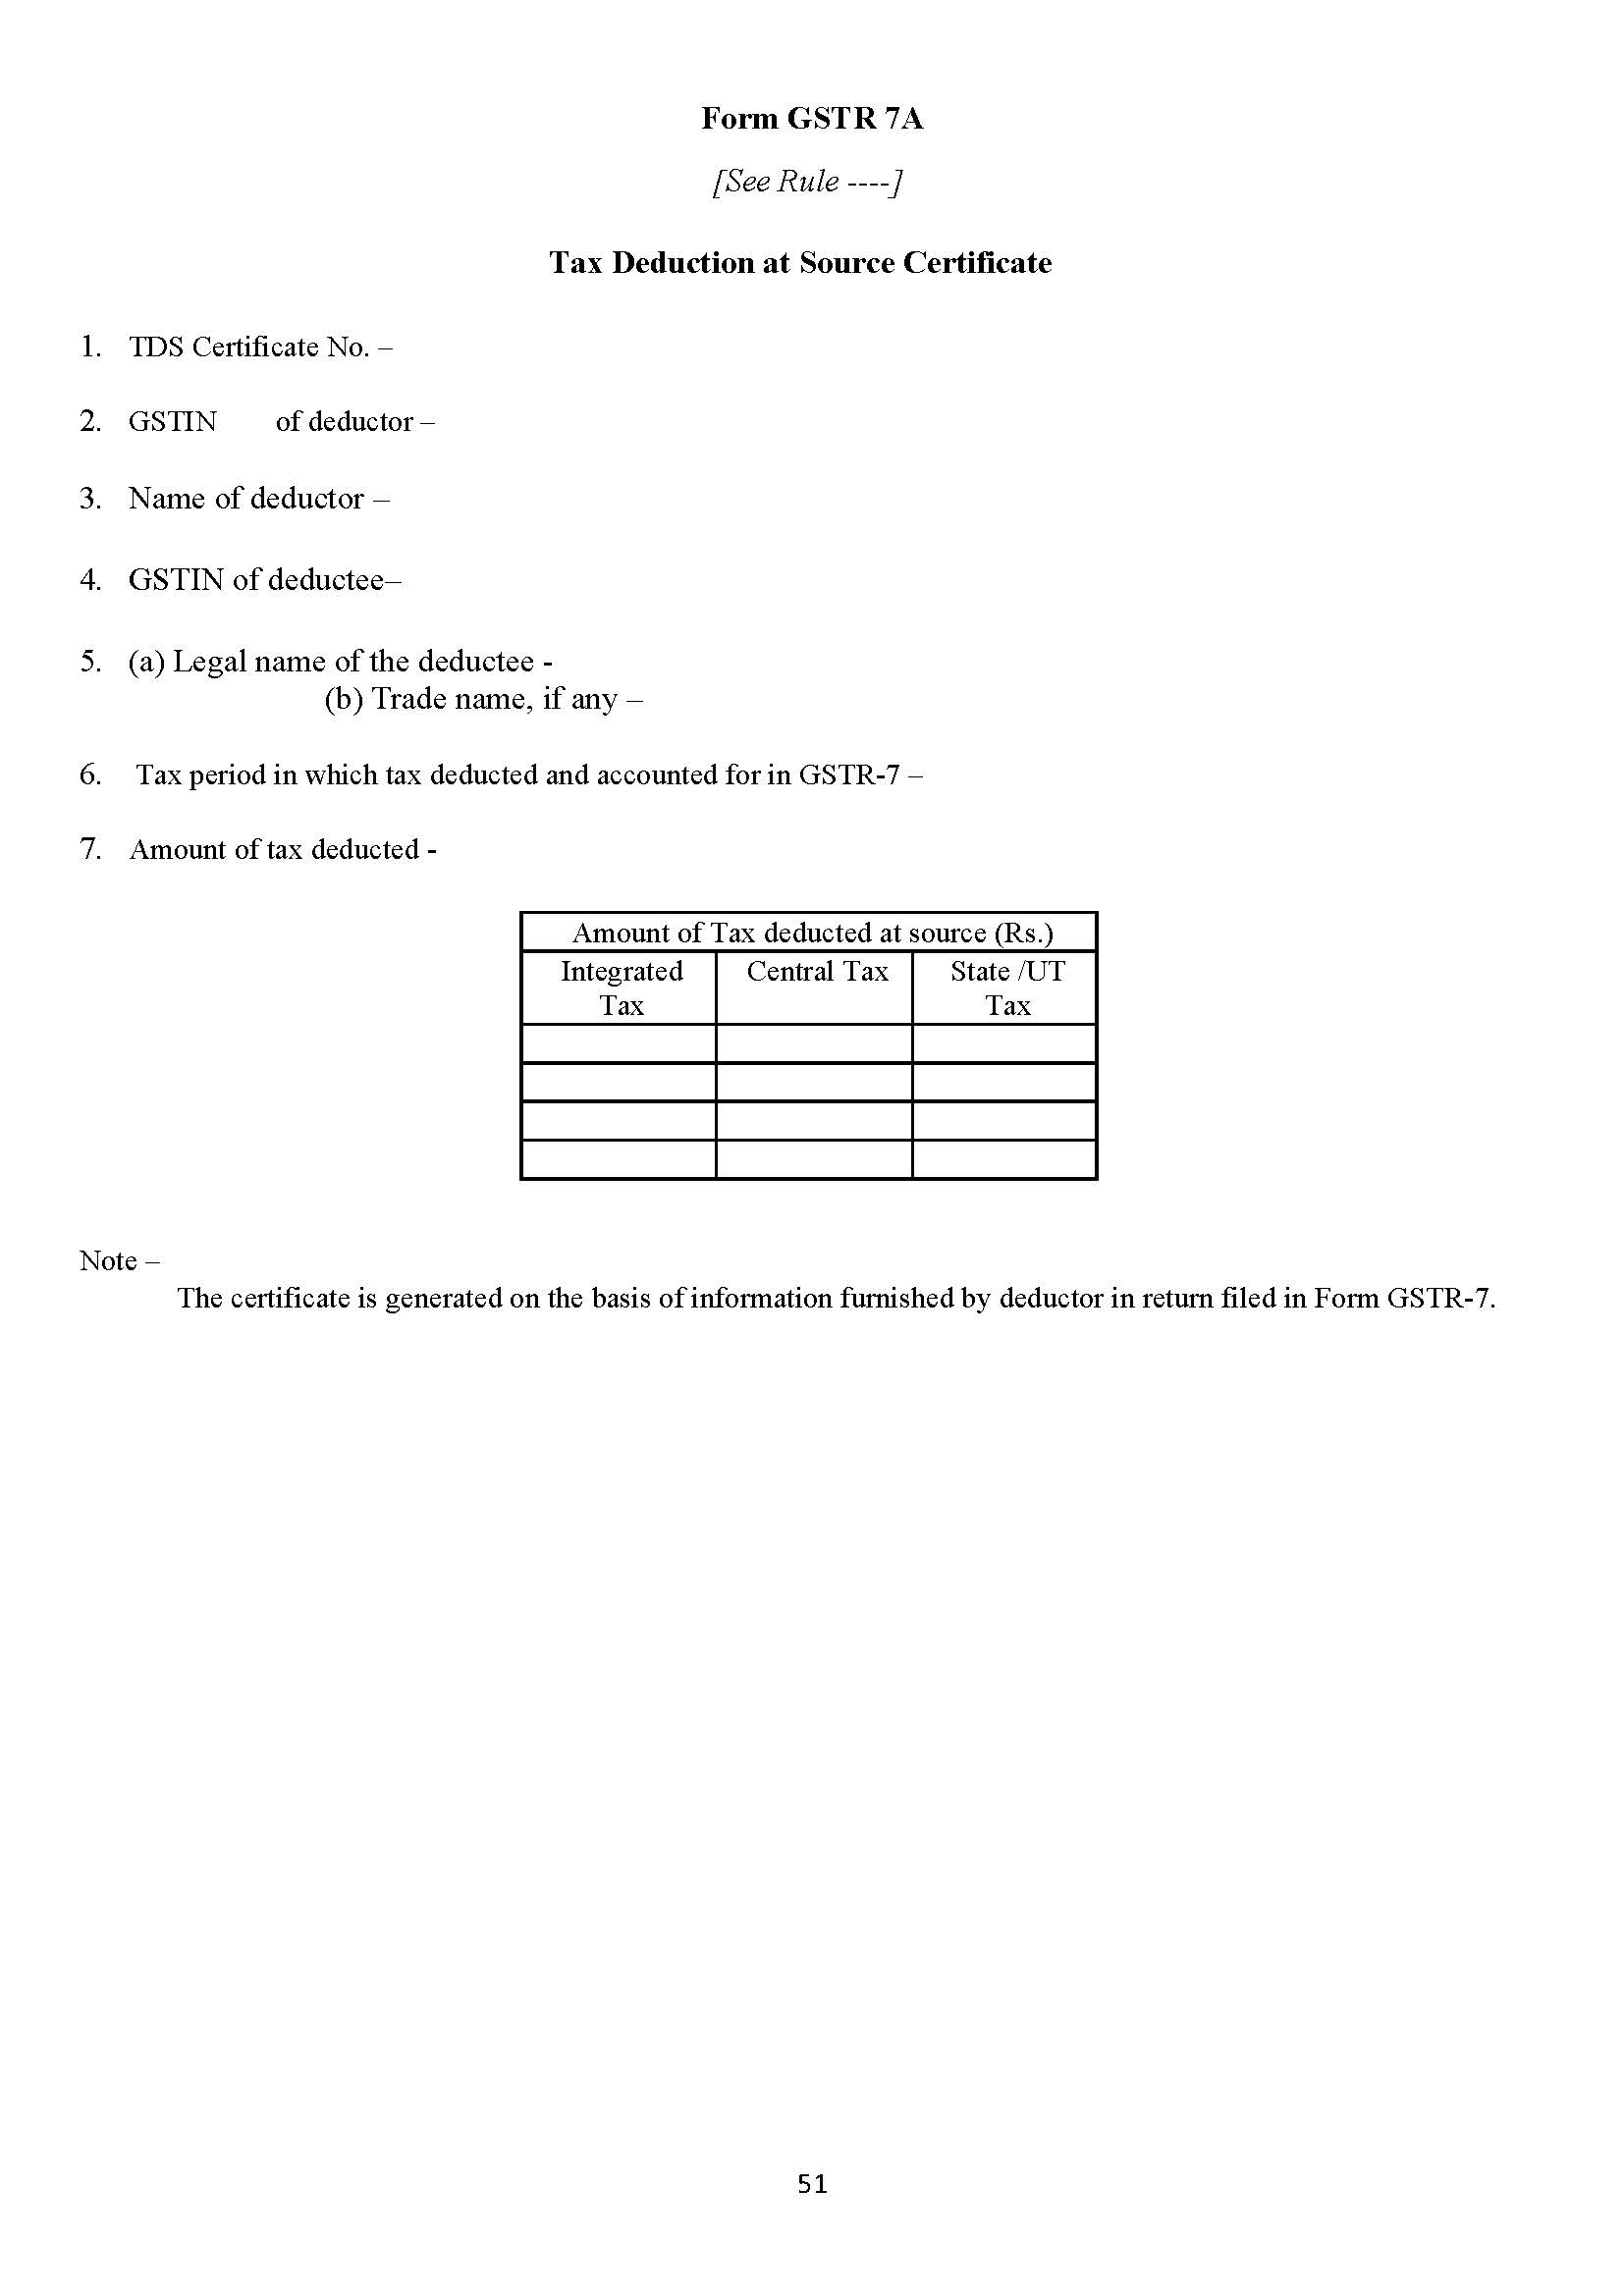 Form GSTR 7A
[See Rule ----]
Tax Deduction at Source Certificate
1. TDS Certificate No. –
2. GSTIN of deductor –
3. Name of deductor –
4. GSTIN of deductee–
5. (a) Legal name of the deductee -
(b) Trade name, if any –
6. Tax period in which tax deducted and accounted for in GSTR-7 –
7. Amount of tax deducted -
Amount of Tax deducted at source (Rs.)
Integrated Tax
Central Tax
State /UT Tax
Note –
The certificate is generated on the basis of information furnished by deductor in return filed in Form GSTR-7.
51